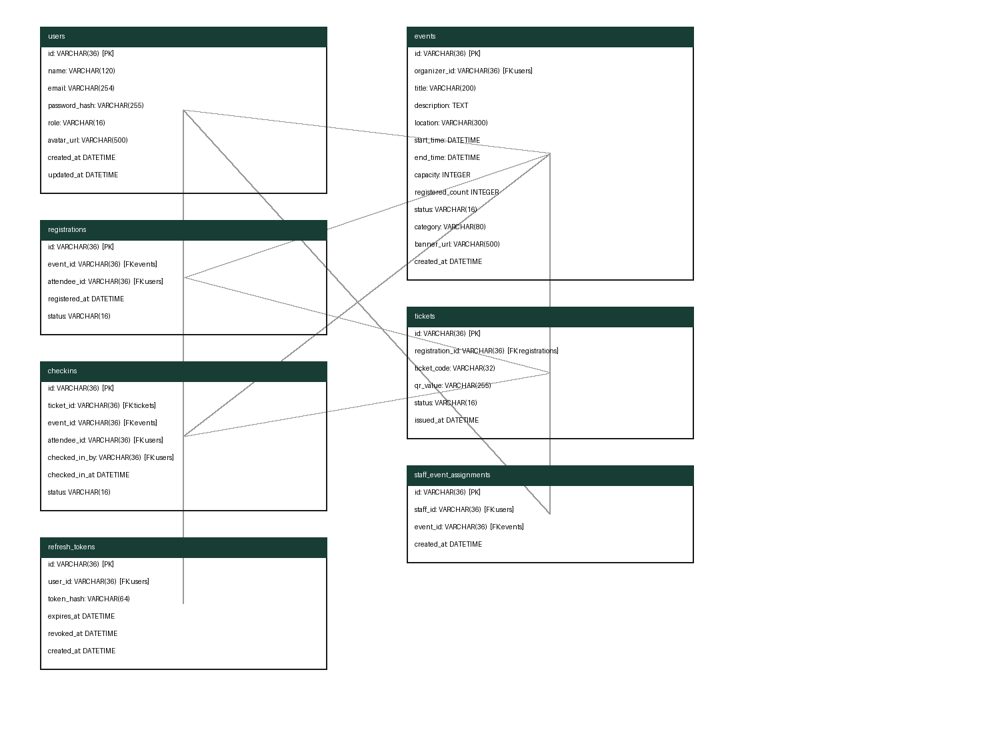 users
id: VARCHAR(36) [PK]
name: VARCHAR(120)
email: VARCHAR(254)
password_hash: VARCHAR(255)
role: VARCHAR(16)
avatar_url: VARCHAR(500)
created_at: DATETIME
updated_at: DATETIME
events
id: VARCHAR(36) [PK]
organizer_id: VARCHAR(36) [FK:users]
title: VARCHAR(200)
description: TEXT
location: VARCHAR(300)
start_time: DATETIME
end_time: DATETIME
capacity: INTEGER
registered_count: INTEGER
status: VARCHAR(16)
category: VARCHAR(80)
banner_url: VARCHAR(500)
created_at: DATETIME
registrations
id: VARCHAR(36) [PK]
event_id: VARCHAR(36) [FK:events]
attendee_id: VARCHAR(36) [FK:users]
registered_at: DATETIME
status: VARCHAR(16)
tickets
id: VARCHAR(36) [PK]
registration_id: VARCHAR(36) [FK:registrations]
ticket_code: VARCHAR(32)
qr_value: VARCHAR(255)
status: VARCHAR(16)
issued_at: DATETIME
checkins
id: VARCHAR(36) [PK]
ticket_id: VARCHAR(36) [FK:tickets]
event_id: VARCHAR(36) [FK:events]
attendee_id: VARCHAR(36) [FK:users]
checked_in_by: VARCHAR(36) [FK:users]
checked_in_at: DATETIME
status: VARCHAR(16)
staff_event_assignments
id: VARCHAR(36) [PK]
staff_id: VARCHAR(36) [FK:users]
event_id: VARCHAR(36) [FK:events]
created_at: DATETIME
refresh_tokens
id: VARCHAR(36) [PK]
user_id: VARCHAR(36) [FK:users]
token_hash: VARCHAR(64)
expires_at: DATETIME
revoked_at: DATETIME
created_at: DATETIME